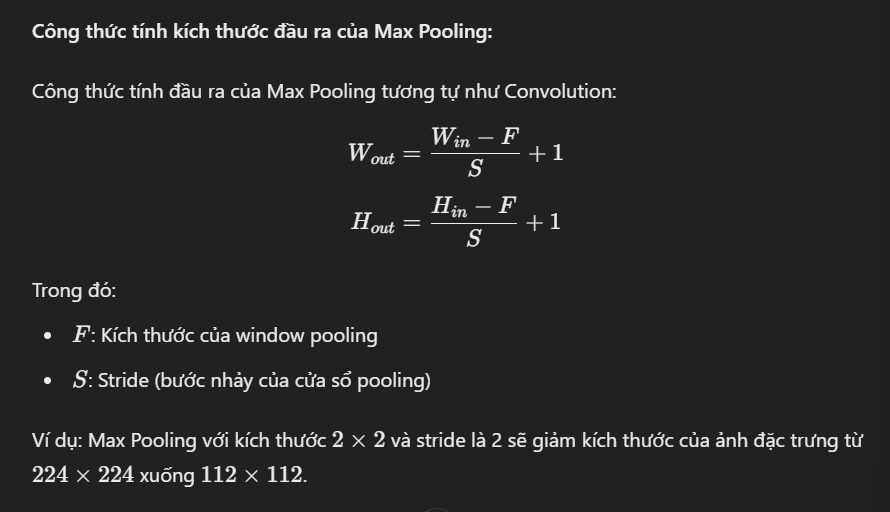 Công thức tính kích thước đầu ra của Max Pooling:
Công thức tính đầu ra của Max Pooling tương tự như Convolution:
W_{out} = \frac{W_{in} - F}{S} + 1
H_{out} = \frac{H_{in} - F}{S} + 1
Trong đó:
• F: Kích thước của window pooling
• S: Stride (bước nhảy của cửa sổ pooling)
Ví dụ: Max Pooling với kích thước 2 × 2 và stride là 2 sẽ giảm kích thước của ảnh đặc trưng từ
224 × 224 xuống 112 × 112.